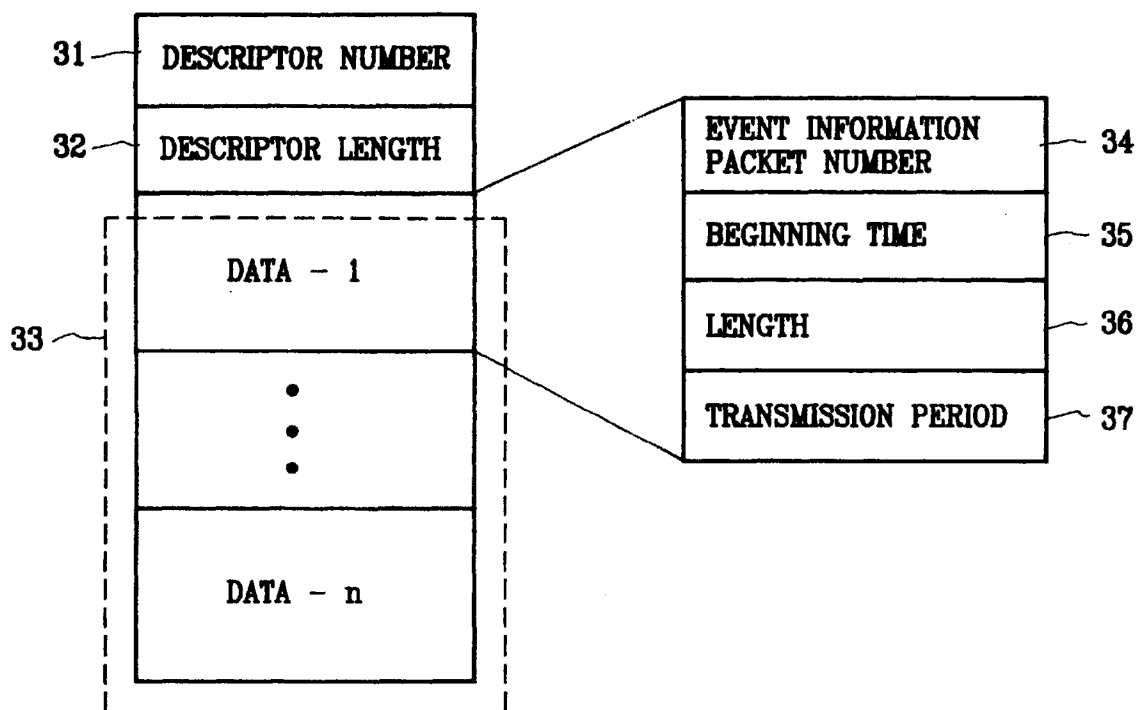 31
DESCRIPTOR NUMBER
32
DESCRIPTOR LENGTH
33
DATA - 1
DATA - n
EVENT INFORMATION
PACKET NUMBER
34
BEGINNING TIME
35
LENGTH
36
TRANSMISSION PERIOD
37